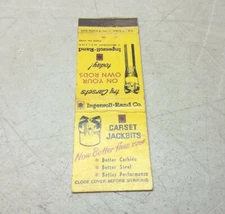 try Carsets
ON YOUR
OWN RODS
today!
Ingersoll-Rand
Ingersoll-Rand Co.
CARSET
JACKBITS
Now Better than ever
Better Carbide
Better Steel
Better Performance
CLOSE COVER BEFORE STRIKING